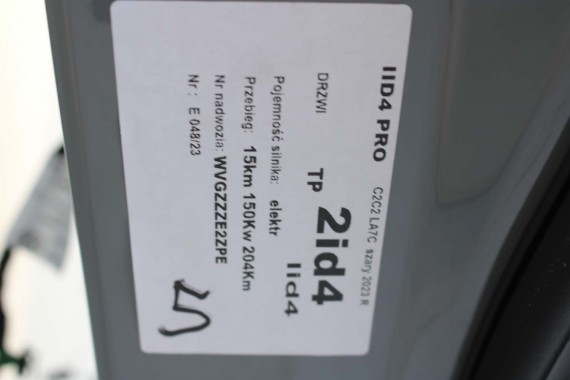 IID4 PRO C2C2 LA7C szary 2023 R
DRZWI TP 2id4
Iid4
Pojemność silnika: elektr
Przebieg: 15km 150Kw 204Km
Nr nadwozia: WVGZZZE2ZPE
Nr: E 048/23